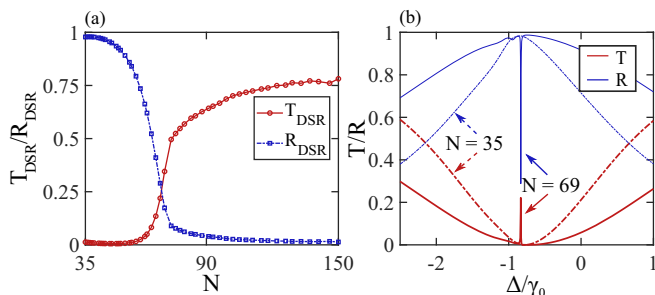 (a)
T_DSR/R_DSR
1
0.75
0.5
0.25
0
35
90
150
N
T_DSR
R_DSR
(b)
T/R
1
0.8
0.6
0.4
0.2
0
-2
-1
0
1
Δ/γ_0
T
R
N = 35
N = 69